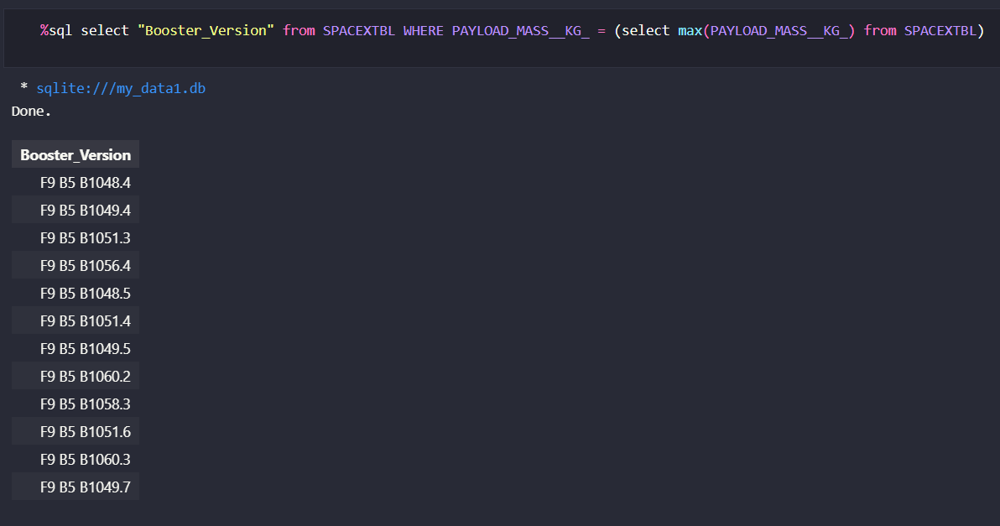 %sql select "Booster_Version" from SPACEXTBL WHERE PAYLOAD_MASS__KG_ = (select max(PAYLOAD_MASS__KG_) from SPACEXTBL)
* sqlite:///my_data1.db
Done.
Booster_Version
F9 B5 B1048.4
F9 B5 B1049.4
F9 B5 B1051.3
F9 B5 B1056.4
F9 B5 B1048.5
F9 B5 B1051.4
F9 B5 B1049.5
F9 B5 B1060.2
F9 B5 B1058.3
F9 B5 B1051.6
F9 B5 B1060.3
F9 B5 B1049.7